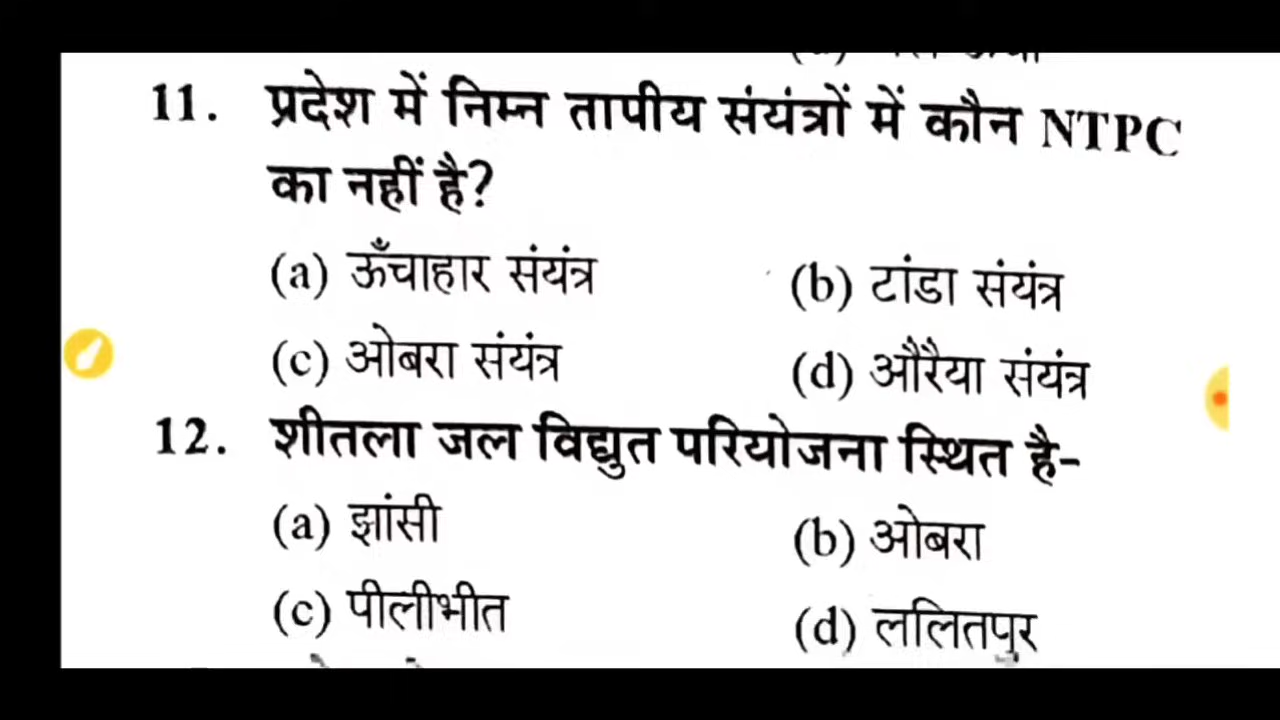 11. प्रदेश में निम्न तापीय संयंत्रों में कौन NTPC
का नहीं है?
(a) ऊँचाहार संयंत्र (b) टांडा संयंत्र
(c) ओबरा संयंत्र (d) औरैया संयंत्र
12. शीतला जल विद्युत परियोजना स्थित है-
(a) झांसी (b) ओबरा
(c) पीलीभीत (d) ललितपुर